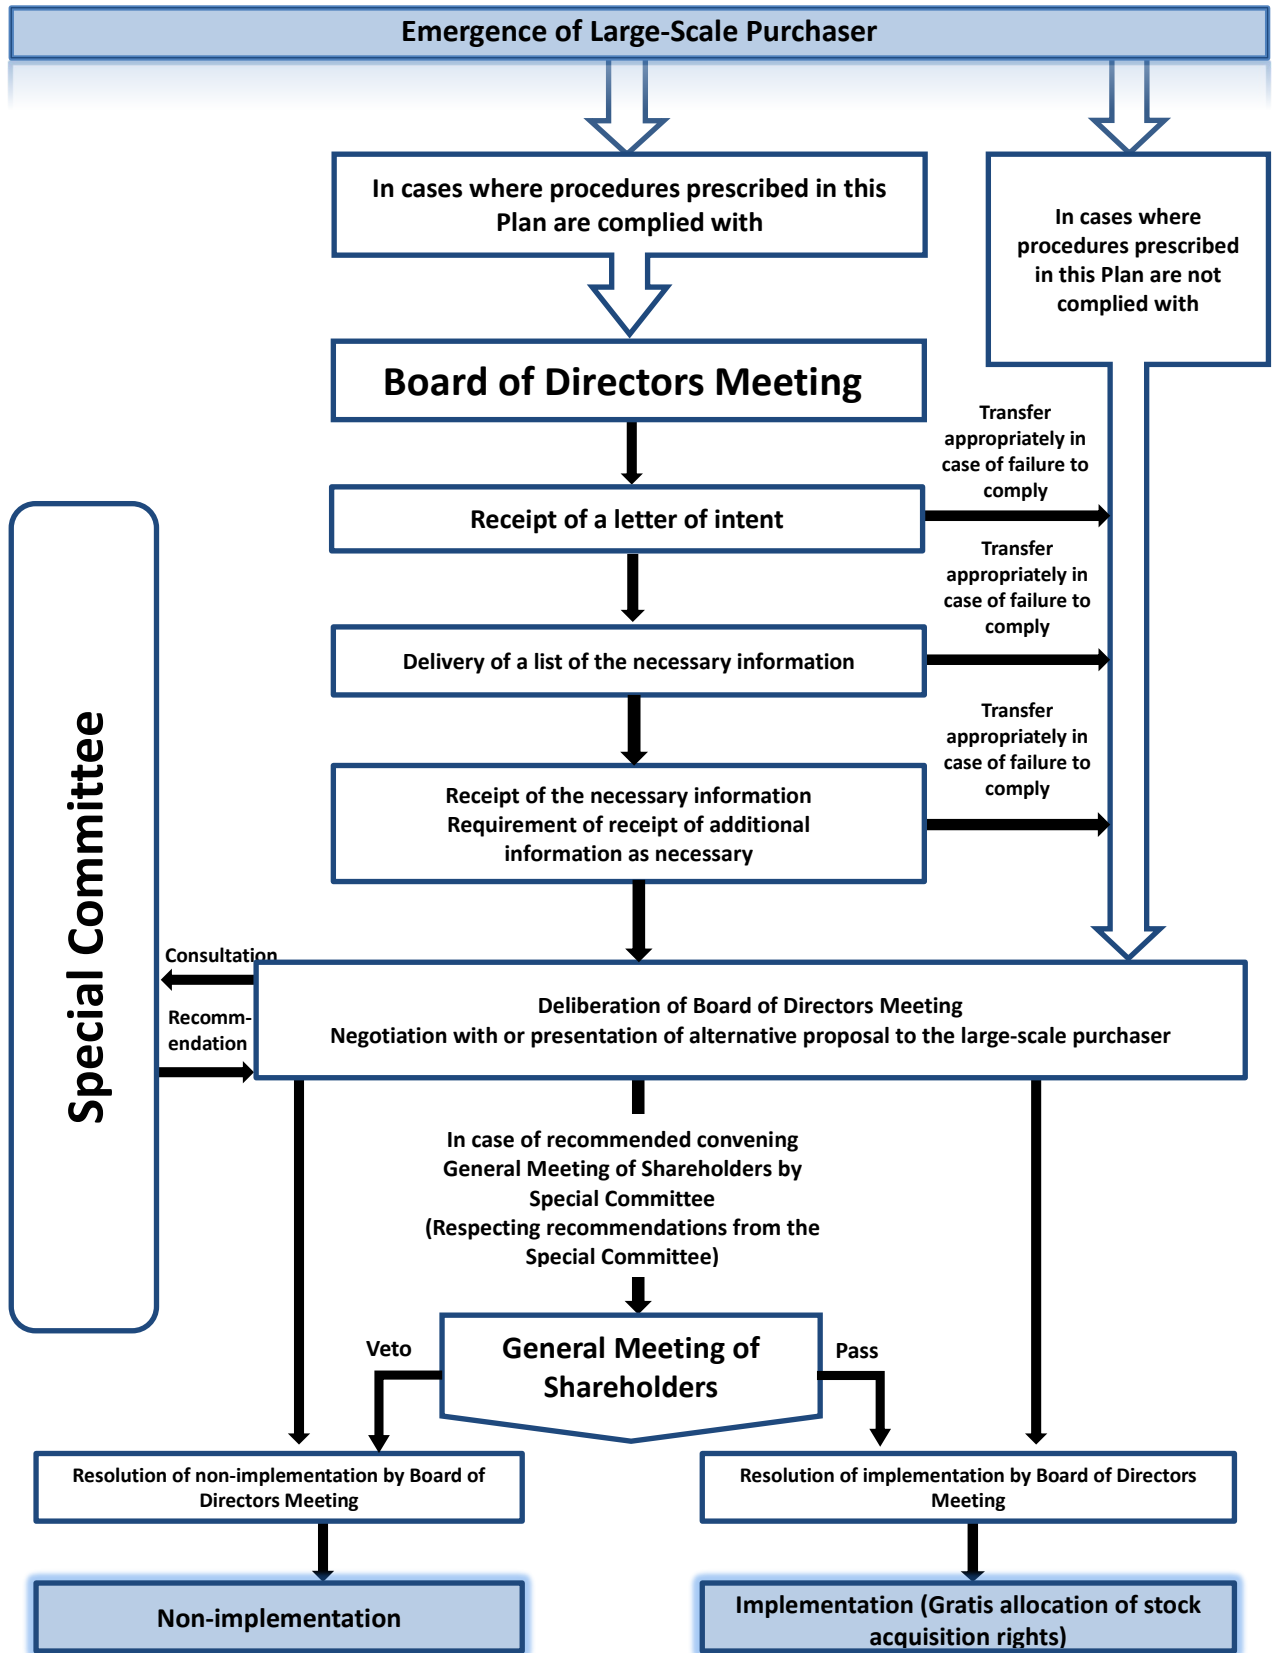 Emergence of Large-Scale Purchaser
In cases where procedures prescribed in this
Plan are complied with
In cases where
procedures prescribed
in this Plan are not
complied with
Board of Directors Meeting
Transfer
appropriately in
case of failure to
comply
Receipt of a letter of intent
Transfer
appropriately in
case of failure to
comply
Delivery of a list of the necessary information
Transfer
appropriately in
case of failure to
comply
Receipt of the necessary information
Requirement of receipt of additional
information as necessary
Special Committee
Consultation
Recomm-
endation
Deliberation of Board of Directors Meeting
Negotiation with or presentation of alternative proposal to the large-scale purchaser
In case of recommended convening
General Meeting of Shareholders by
Special Committee
(Respecting recommendations from the
Special Committee)
Veto
General Meeting of
Shareholders
Pass
Resolution of non-implementation by Board of
Directors Meeting
Resolution of implementation by Board of Directors
Meeting
Non-implementation
Implementation (Gratis allocation of stock
acquisition rights)